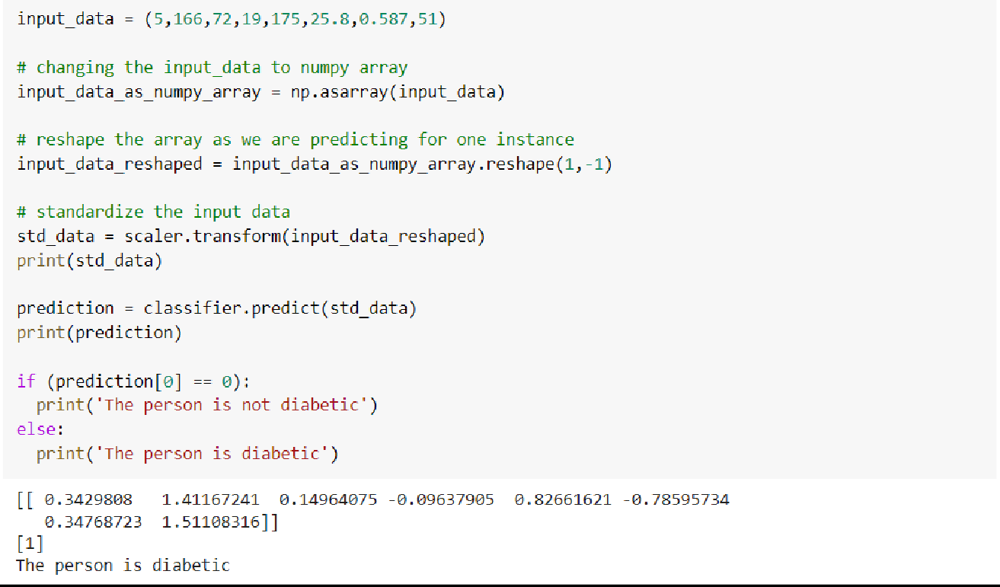 input_data = (5,166,72,19,175,25.8,0.587,51)
# changing the input_data to numpy array
input_data_as_numpy_array = np.asarray(input_data)
# reshape the array as we are predicting for one instance
input_data_reshaped = input_data_as_numpy_array.reshape(1,-1)
# standardize the input data
std_data = scaler.transform(input_data_reshaped)
print(std_data)
prediction = classifier.predict(std_data)
print(prediction)
if (prediction[0] == 0):
  print('The person is not diabetic')
else:
  print('The person is diabetic')
[[ 0.3429808   1.41167241  0.14964075 -0.09637905  0.82661621 -0.78595734
   0.34768723  1.51108316]]
[1]
The person is diabetic